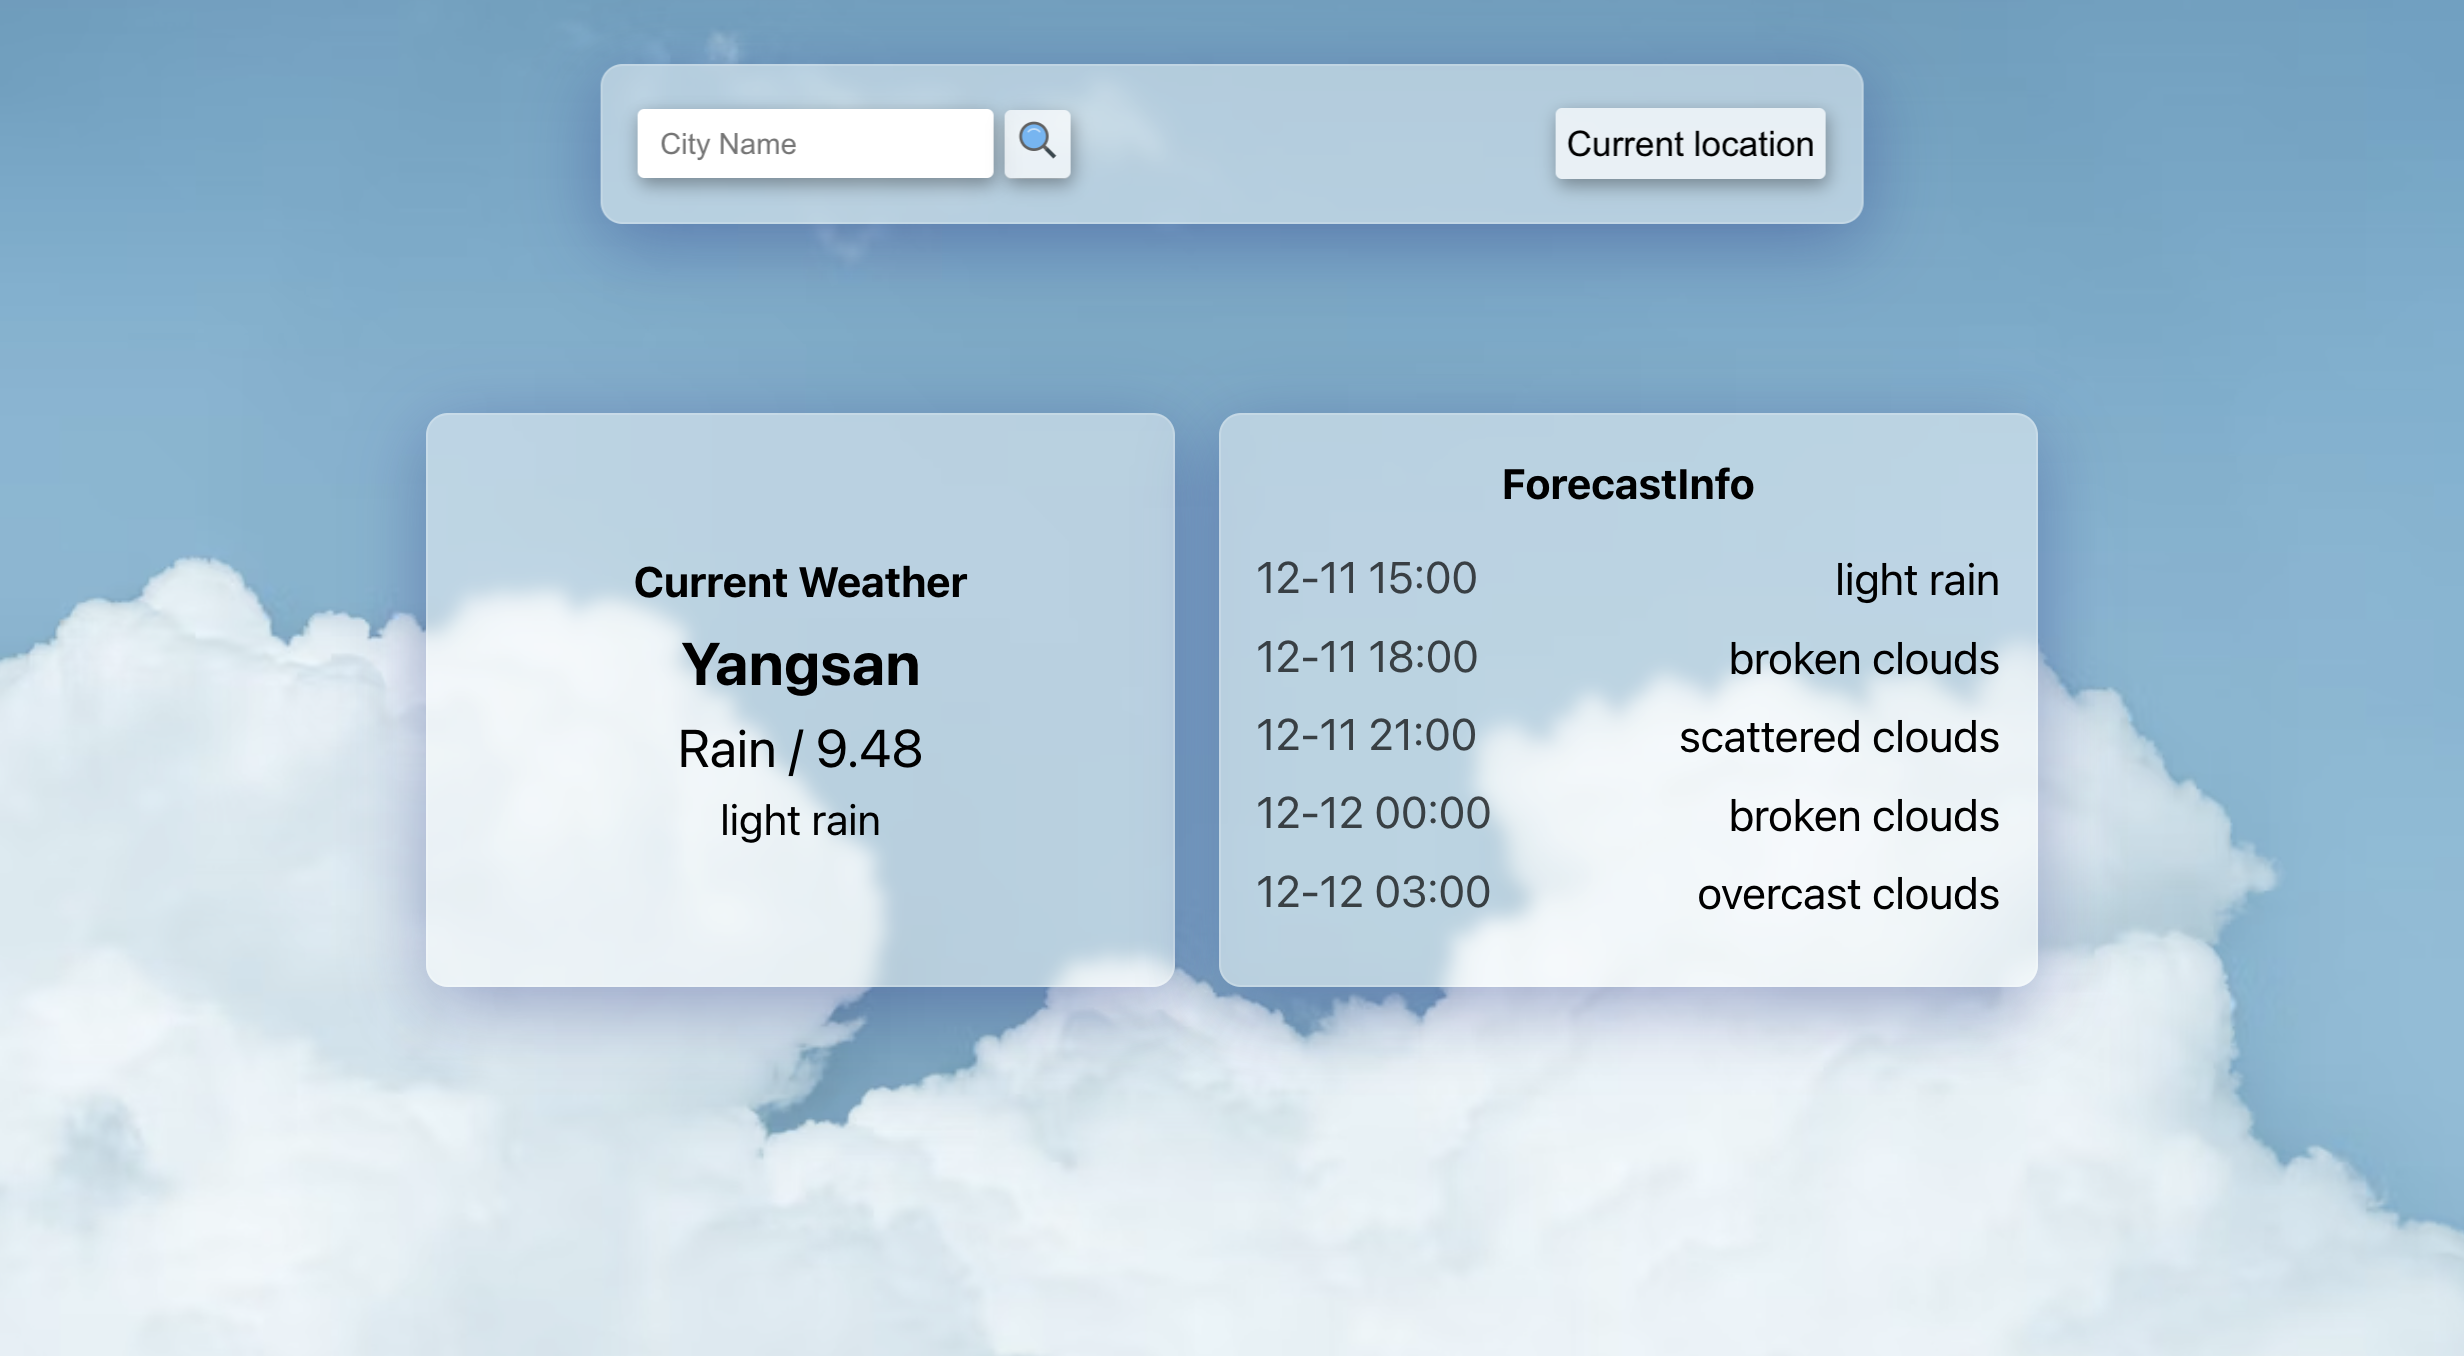 City Name
Current location
Current Weather
Yangsan
Rain / 9.48
light rain
ForecastInfo
12-11 15:00 light rain
12-11 18:00 broken clouds
12-11 21:00 scattered clouds
12-12 00:00 broken clouds
12-12 03:00 overcast clouds